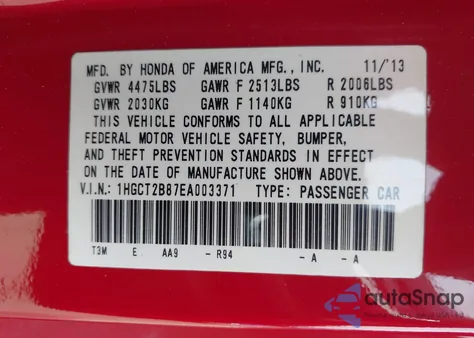 MFD. BY HONDA OF AMERICA MFG., INC. 11/'13
GVWR 4475LBS GAWR F 2513LBS R 2006LBS
GVWR 2030KG GAWR F 1140KG R 910KG
THIS VEHICLE CONFORMS TO ALL APPLICABLE
FEDERAL MOTOR VEHICLE SAFETY, BUMPER,
AND THEFT PREVENTION STANDARDS IN EFFECT
ON THE DATE OF MANUFACTURE SHOWN ABOVE.
V.I.N.: 1HGCT2B87EA003371 TYPE: PASSENGER CAR
T3M E AA9 - R94 - A - A
autoSnap